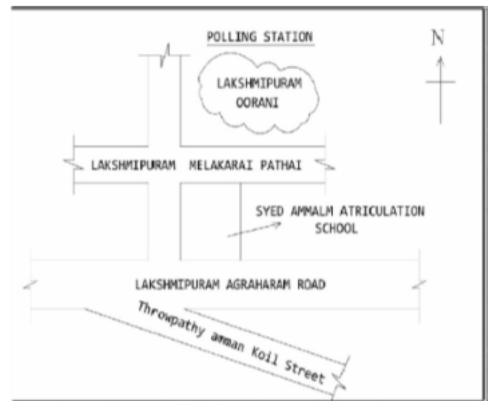 POLLING STATION
N
LAKSHMIPURAM
OORANI
LAKSHMIPURAM MELAKARAI PATHAI
SYED AMMALM ATRICULATION
SCHOOL
LAKSHMIPURAM AGRAHARAM ROAD
Throwpathy amman Koil Street